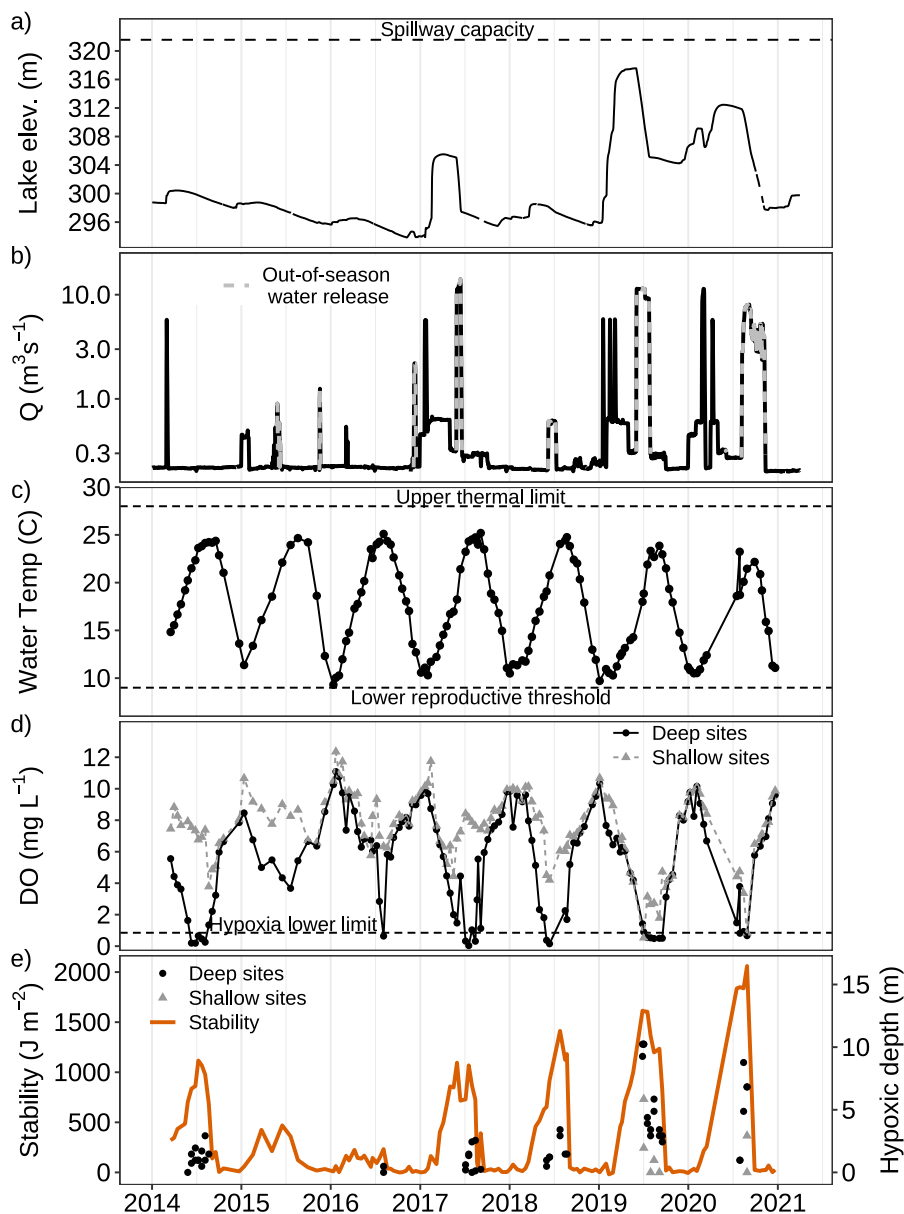 a)
Spillway capacity
320
316
312
308
304
300
296
Lake elev. (m)
b)
Out-of-season
water release
10.0
3.0
1.0
0.3
Q (m³s⁻¹)
c)
30
25
20
15
10
Water Temp (C)
Upper thermal limit
Lower reproductive threshold
d)
12
10
8
6
4
2
0
DO (mg L⁻¹)
Deep sites
Shallow sites
Hypoxia lower limit
e)
2000
1500
1000
500
0
Stability (J m⁻²)
Deep sites
Shallow sites
Stability
15
10
5
0
Hypoxic depth (m)
2014 2015 2016 2017 2018 2019 2020 2021